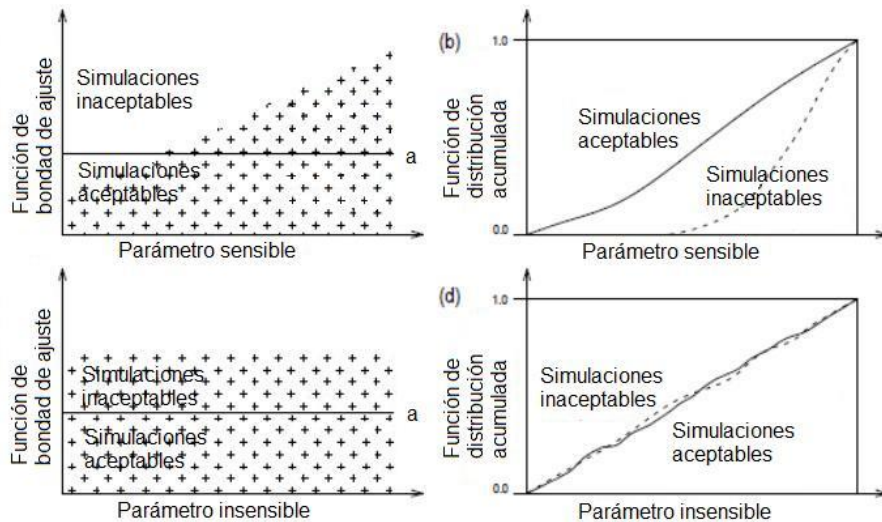 Función de
bondad de ajuste
Simulaciones
inaceptables
Simulaciones
aceptables
a
Parámetro sensible
(b)
Función de
distribución
acumulada
1.0
0.0
Simulaciones
aceptables
Simulaciones
inaceptables
Parámetro sensible
Función de
bondad de ajuste
Simulaciones
inaceptables
Simulaciones
aceptables
a
Parámetro insensible
(d)
Función de
distribución
acumulada
1.0
0.0
Simulaciones
inaceptables
Simulaciones
aceptables
Parámetro insensible